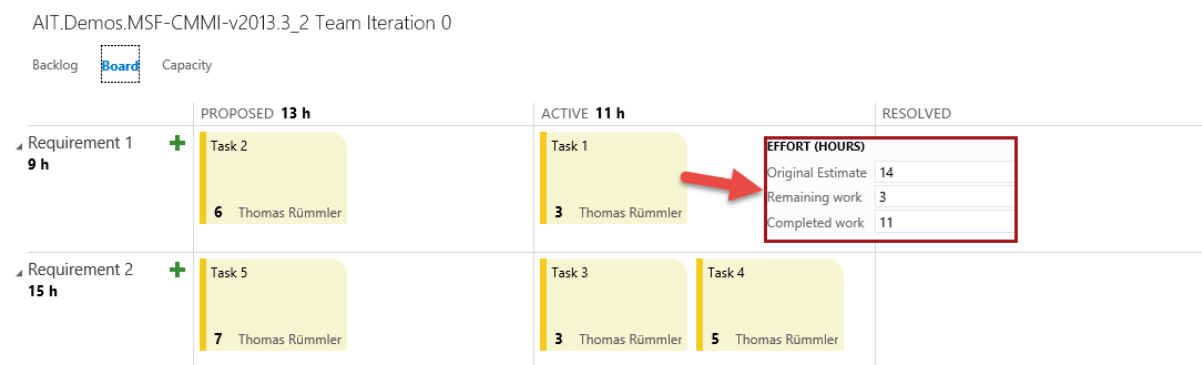 AIT.Demos.MSF-CMMI-v2013.3_2 Team Iteration 0
Backlog Board Capacity
PROPOSED 13 h ACTIVE 11 h RESOLVED
Requirement 1
9 h
Task 2
6 Thomas Rümmler
Task 1
3 Thomas Rümmler
EFFORT (HOURS)
Original Estimate 14
Remaining work 3
Completed work 11
Requirement 2
15 h
Task 5
7 Thomas Rümmler
Task 3
3 Thomas Rümmler
Task 4
5 Thomas Rümmler